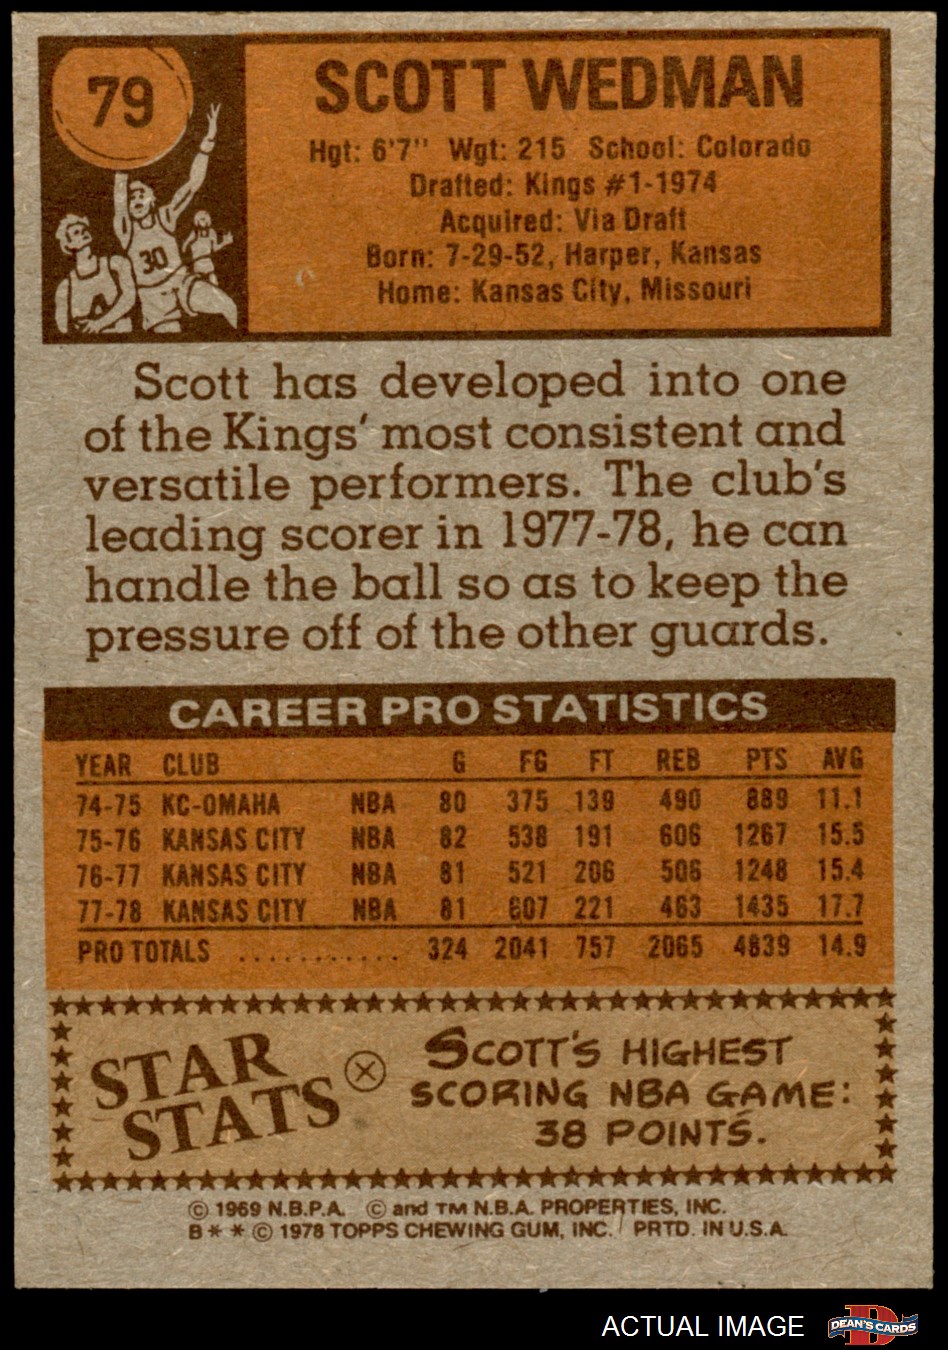 79
SCOTT WEDMAN
Hgt: 6'7" Wgt: 215 School: Colorado
Drafted: Kings #1-1974
Acquired: Via Draft
Born: 7-29-52, Harper, Kansas
Home: Kansas City, Missouri
30
Scott has developed into one
of the Kings' most consistent and
versatile performers. The club's
leading scorer in 1977-78, he can
handle the ball so as to keep the
pressure off of the other guards.
CAREER PRO STATISTICS
YEAR CLUB G FG FT REB PTS AVG
74-75 KC-OMAHA NBA 80 375 139 490 889 11.1
75-76 KANSAS CITY NBA 82 538 191 606 1267 15.5
76-77 KANSAS CITY NBA 81 521 206 506 1248 15.4
77-78 KANSAS CITY NBA 81 607 221 463 1435 17.7
PRO TOTALS ............ 324 2041 757 2065 4839 14.9
STAR
STATS
SCOTT'S HIGHEST
SCORING NBA GAME:
38 POINTS.
© 1969 N.B.P.A. © and TM N.B.A. PROPERTIES, INC.
B * * © 1978 TOPPS CHEWING GUM, INC. PRTD. IN U.S.A.
ACTUAL IMAGE
D
DEAN'S CARDS